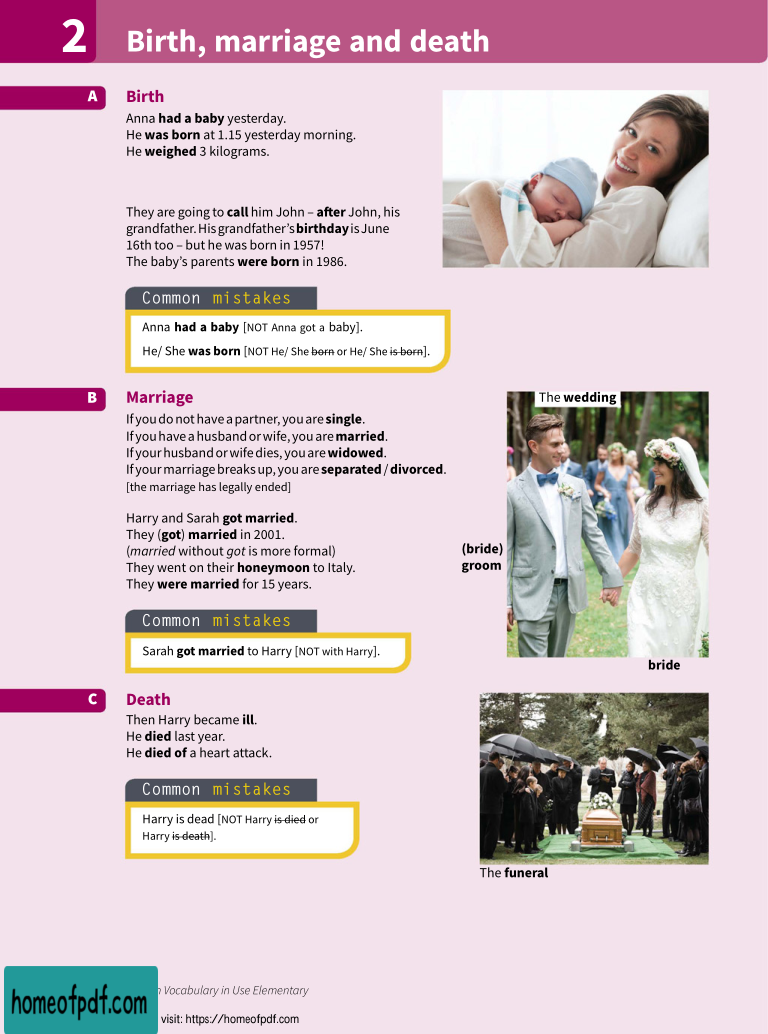 2
Birth, marriage and death
A
Birth
Anna had a baby yesterday.
He was born at 1.15 yesterday morning.
He weighed 3 kilograms.
They are going to call him John – after John, his
grandfather. His grandfather's birthday is June
16th too – but he was born in 1957!
The baby's parents were born in 1986.
Common mistakes
Anna had a baby [NOT Anna got a baby].
He/ She was born [NOT He/ She born or He/ She is born].
B
Marriage
If you do not have a partner, you are single.
If you have a husband or wife, you are married.
If your husband or wife dies, you are widowed.
If your marriage breaks up, you are separated / divorced.
[the marriage has legally ended]
Harry and Sarah got married.
They (got) married in 2001.
(married without got is more formal)
They went on their honeymoon to Italy.
They were married for 15 years.
The wedding
(bride)
groom
bride
Common mistakes
Sarah got married to Harry [NOT with Harry].
C
Death
Then Harry became ill.
He died last year.
He died of a heart attack.
Common mistakes
Harry is dead [NOT Harry is died or
Harry is death].
The funeral
Vocabulary in Use Elementary
homeofpdf.com
visit: https://homeofpdf.com